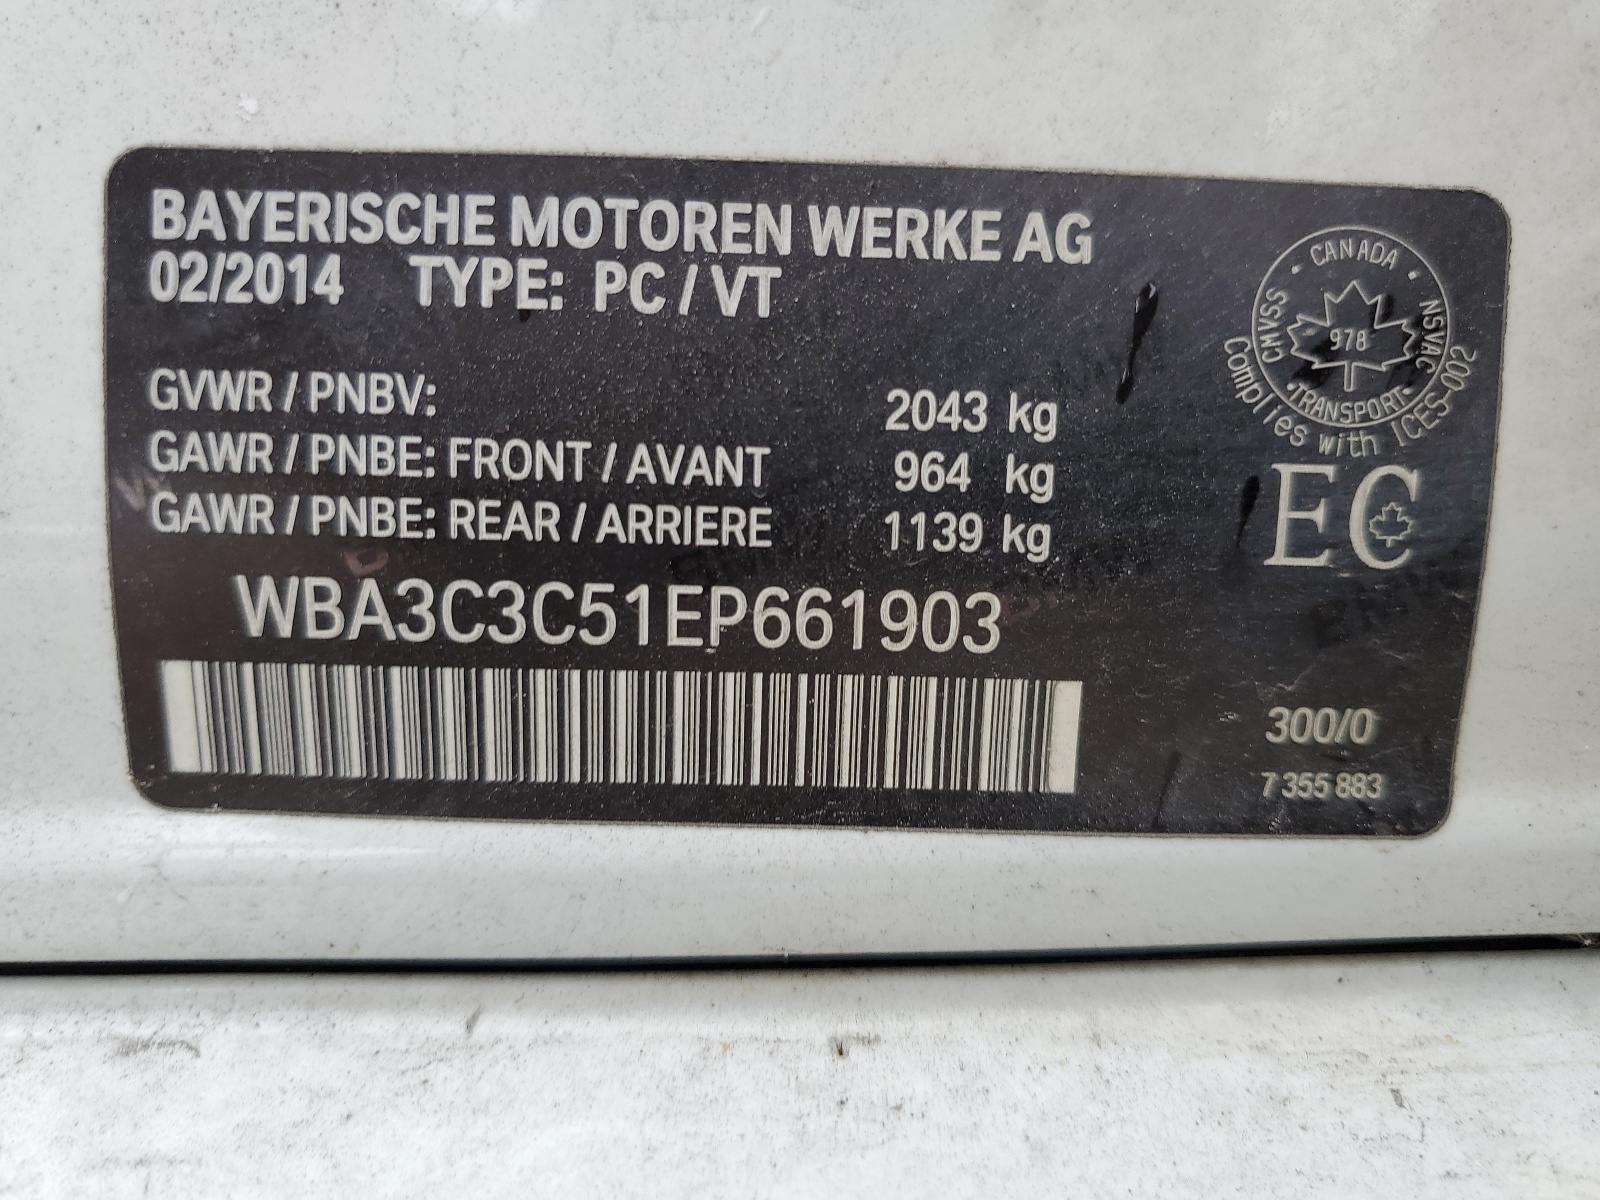 BAYERISCHE MOTOREN WERKE AG
02/2014 TYPE: PC / VT
GVWR / PNBV: 2043 kg
GAWR / PNBE: FRONT / AVANT 964 kg
GAWR / PNBE: REAR / ARRIERE 1139 kg
WBA3C3C51EP661903
CANADA
CMVSS
978
NSVAC
TRANSPORT
Complies with ICES-002
EC
300/0
7 355 883
BMW